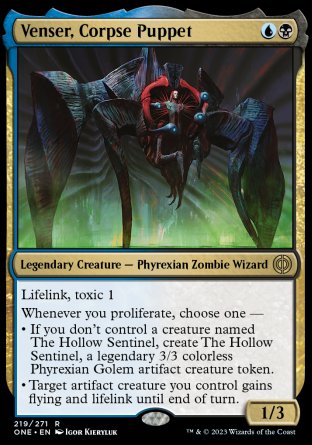 Venser, Corpse Puppet
Legendary Creature — Phyrexian Zombie Wizard
Lifelink, toxic 1
Whenever you proliferate, choose one —
• If you don't control a creature named
The Hollow Sentinel, create The Hollow
Sentinel, a legendary 3/3 colorless
Phyrexian Golem artifact creature token.
• Target artifact creature you control gains
flying and lifelink until end of turn.
1/3
219/271 R
ONE • EN Igor Kieryluk
™ & © 2023 Wizards of the Coast